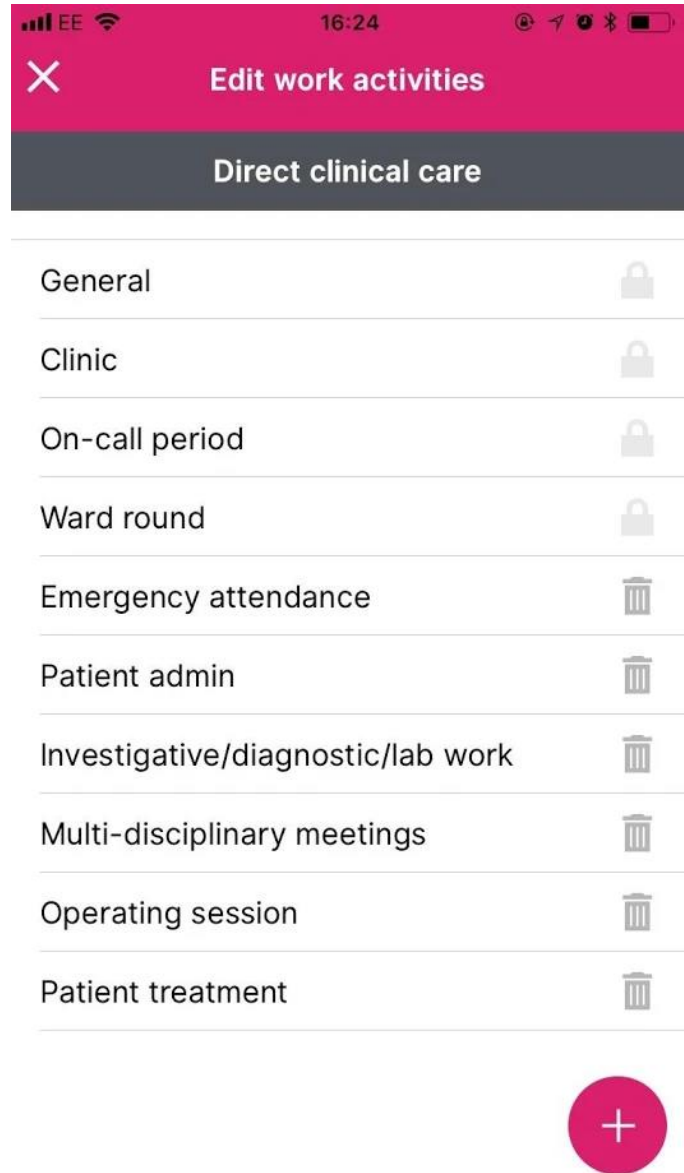 EE 16:24
Edit work activities
Direct clinical care
General
Clinic
On-call period
Ward round
Emergency attendance
Patient admin
Investigative/diagnostic/lab work
Multi-disciplinary meetings
Operating session
Patient treatment